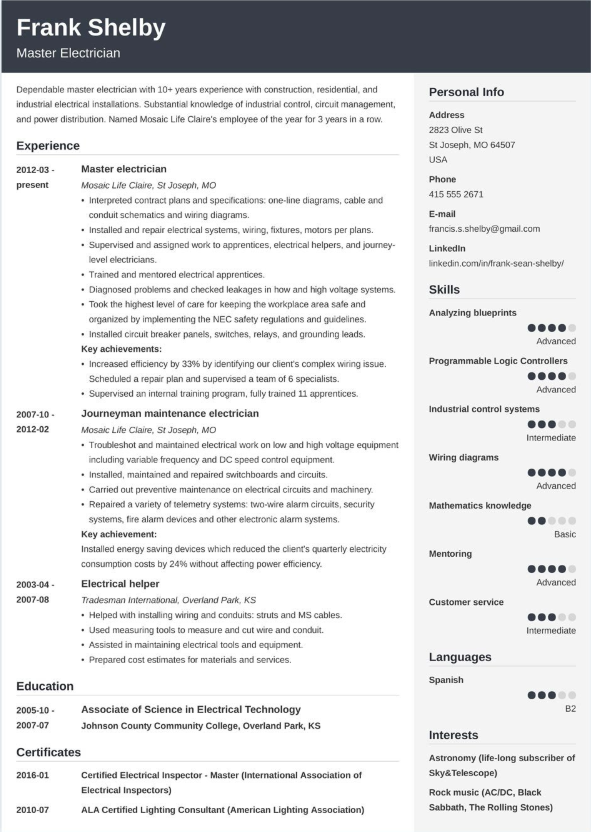 Frank Shelby
Master Electrician
Dependable master electrician with 10+ years experience with construction, residential, and
industrial electrical installations. Substantial knowledge of industrial control, circuit management,
and power distribution. Named Mosaic Life Claire's employee of the year for 3 years in a row.
Experience
2012-03 -
present
Master electrician
Mosaic Life Claire, St Joseph, MO
• Interpreted contract plans and specifications: one-line diagrams, cable and
conduit schematics and wiring diagrams.
• Installed and repair electrical systems, wiring, fixtures, motors per plans.
• Supervised and assigned work to apprentices, electrical helpers, and journey-
level electricians.
• Trained and mentored electrical apprentices.
• Diagnosed problems and checked leakages in how and high voltage systems.
• Took the highest level of care for keeping the workplace area safe and
organized by implementing the NEC safety regulations and guidelines.
• Installed circuit breaker panels, switches, relays, and grounding leads.
Key achievements:
• Increased efficiency by 33% by identifying our client's complex wiring issue.
Scheduled a repair plan and supervised a team of 6 specialists.
• Supervised an internal training program, fully trained 11 apprentices.
2007-10 -
2012-02
Journeyman maintenance electrician
Mosaic Life Claire, St Joseph, MO
• Troubleshot and maintained electrical work on low and high voltage equipment
including variable frequency and DC speed control equipment.
• Installed, maintained and repaired switchboards and circuits.
• Carried out preventive maintenance on electrical circuits and machinery.
• Repaired a variety of telemetry systems: two-wire alarm circuits, security
systems, fire alarm devices and other electronic alarm systems.
Key achievement:
Installed energy saving devices which reduced the client's quarterly electricity
consumption costs by 24% without affecting power efficiency.
2003-04 -
2007-08
Electrical helper
Tradesman International, Overland Park, KS
• Helped with installing wiring and conduits: struts and MS cables.
• Used measuring tools to measure and cut wire and conduit.
• Assisted in maintaining electrical tools and equipment.
• Prepared cost estimates for materials and services.
Education
2005-10 -
2007-07
Associate of Science in Electrical Technology
Johnson County Community College, Overland Park, KS
Certificates
2016-01
Certified Electrical Inspector - Master (International Association of
Electrical Inspectors)
2010-07
ALA Certified Lighting Consultant (American Lighting Association)
Personal Info
Address
2823 Olive St
St Joseph, MO 64507
USA
Phone
415 555 2671
E-mail
francis.s.shelby@gmail.com
LinkedIn
linkedin.com/in/frank-sean-shelby/
Skills
Analyzing blueprints
Advanced
Programmable Logic Controllers
Advanced
Industrial control systems
Intermediate
Wiring diagrams
Advanced
Mathematics knowledge
Basic
Mentoring
Advanced
Customer service
Intermediate
Languages
Spanish
B2
Interests
Astronomy (life-long subscriber of
Sky&Telescope)
Rock music (AC/DC, Black
Sabbath, The Rolling Stones)